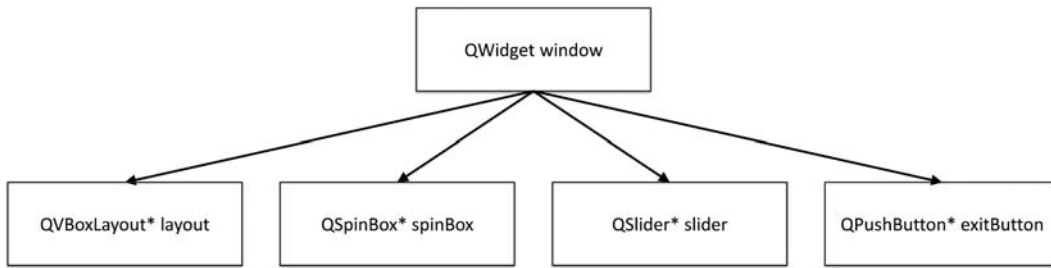 QWidget window
QVBoxLayout* layout
QSpinBox* spinBox
QSlider* slider
QPushButton* exitButton